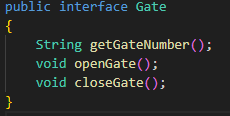 public interface Gate
{
    String getGateNumber();
    void openGate();
    void closeGate();
}